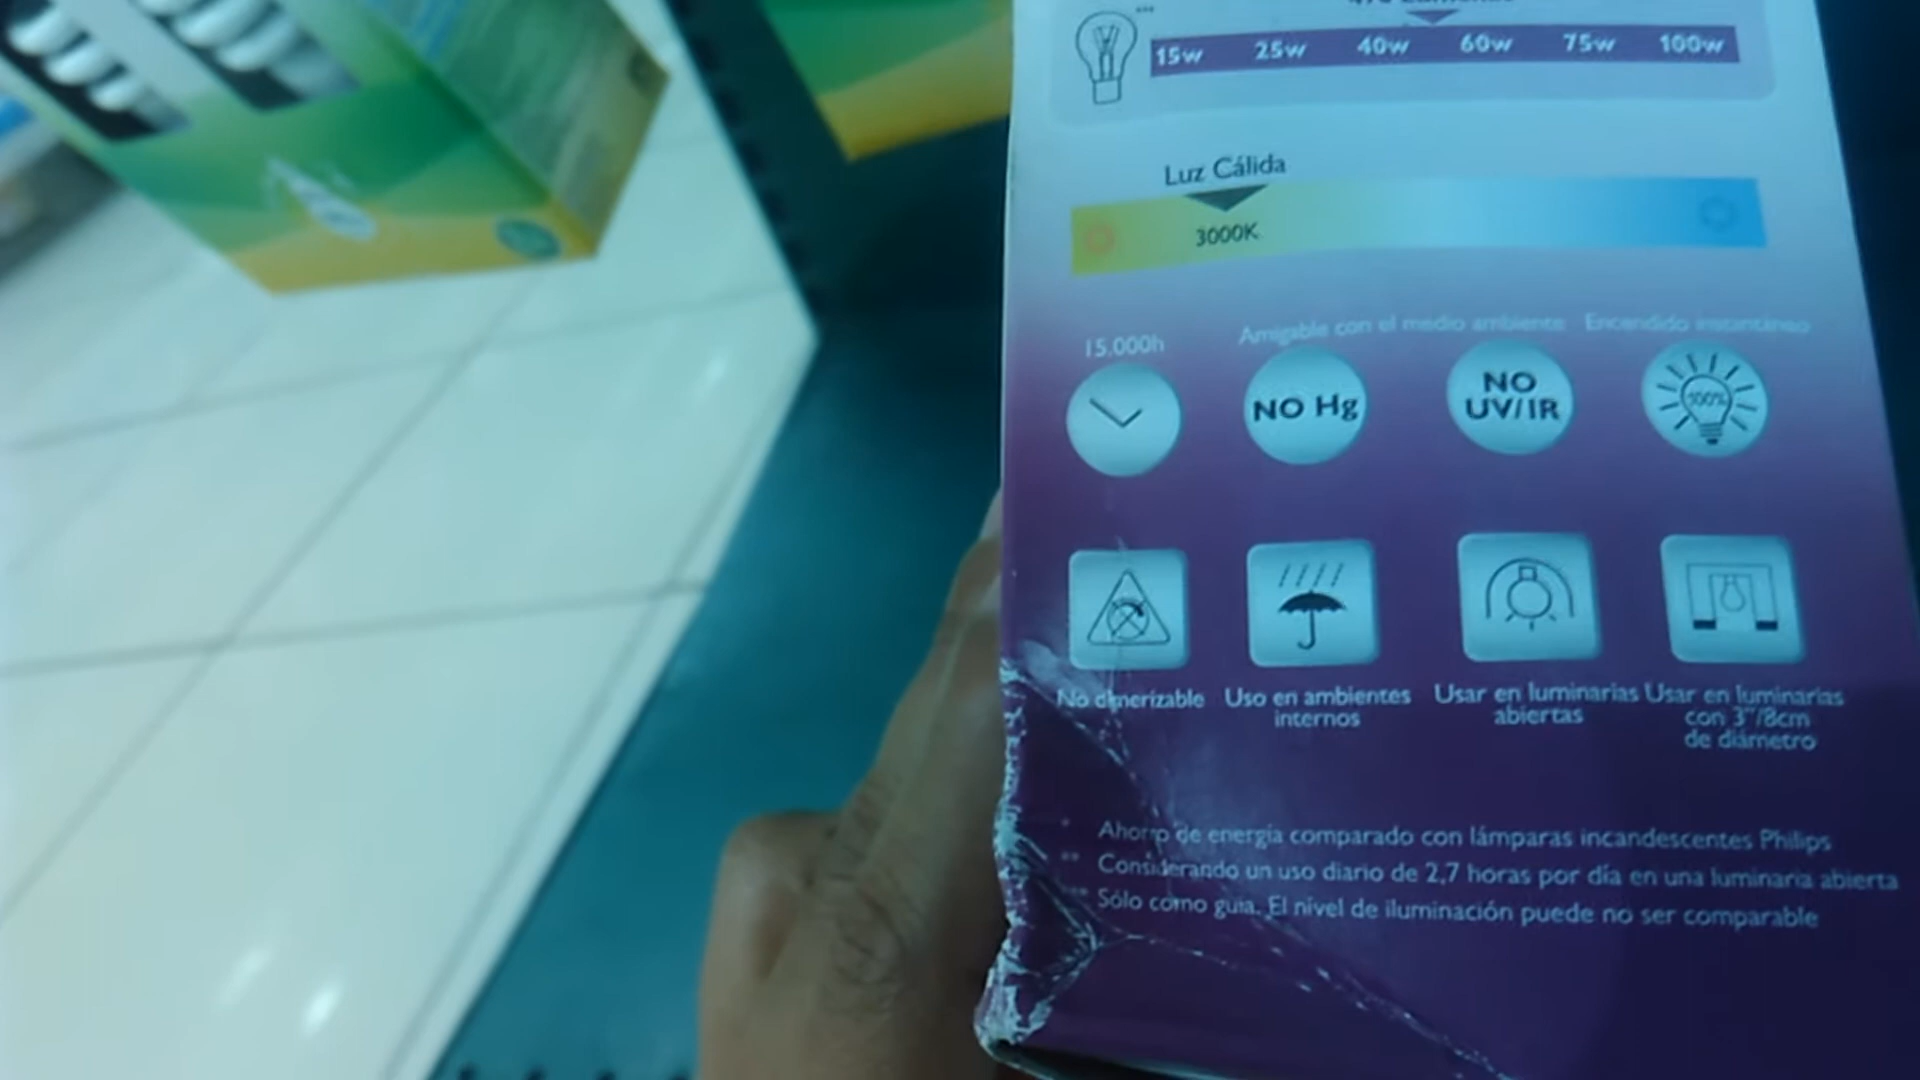 15w 25w 40w 60w 75w 100w
Luz Cálida
3000K
15.000h Amigable con el medio ambiente Encendido instantáneo
NO Hg
NO
UV/IR
100%
No dimerizable
Uso en ambientes
internos
Usar en luminarias
abiertas
Usar en luminarias
con 3"/8cm
de diámetro
* Ahorro de energía comparado con lámparas incandescentes Philips
** Considerando un uso diario de 2,7 horas por día en una luminaria abierta
*** Sólo como guia. El nivel de iluminación puede no ser comparable